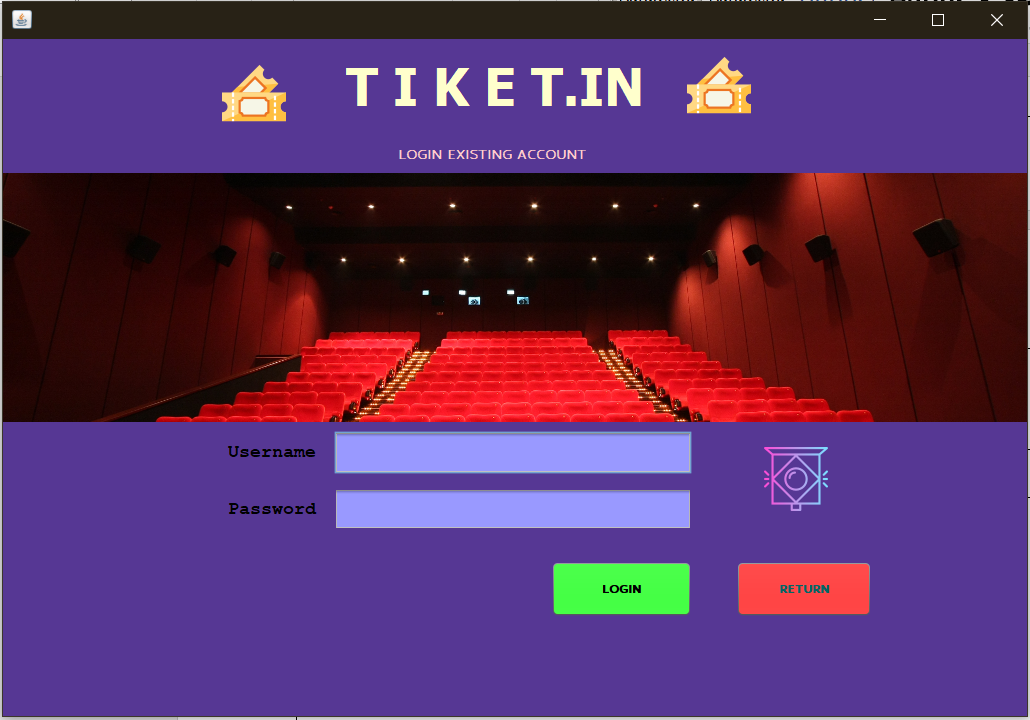 T I K E T.IN
LOGIN EXISTING ACCOUNT
Username
Password
LOGIN
RETURN